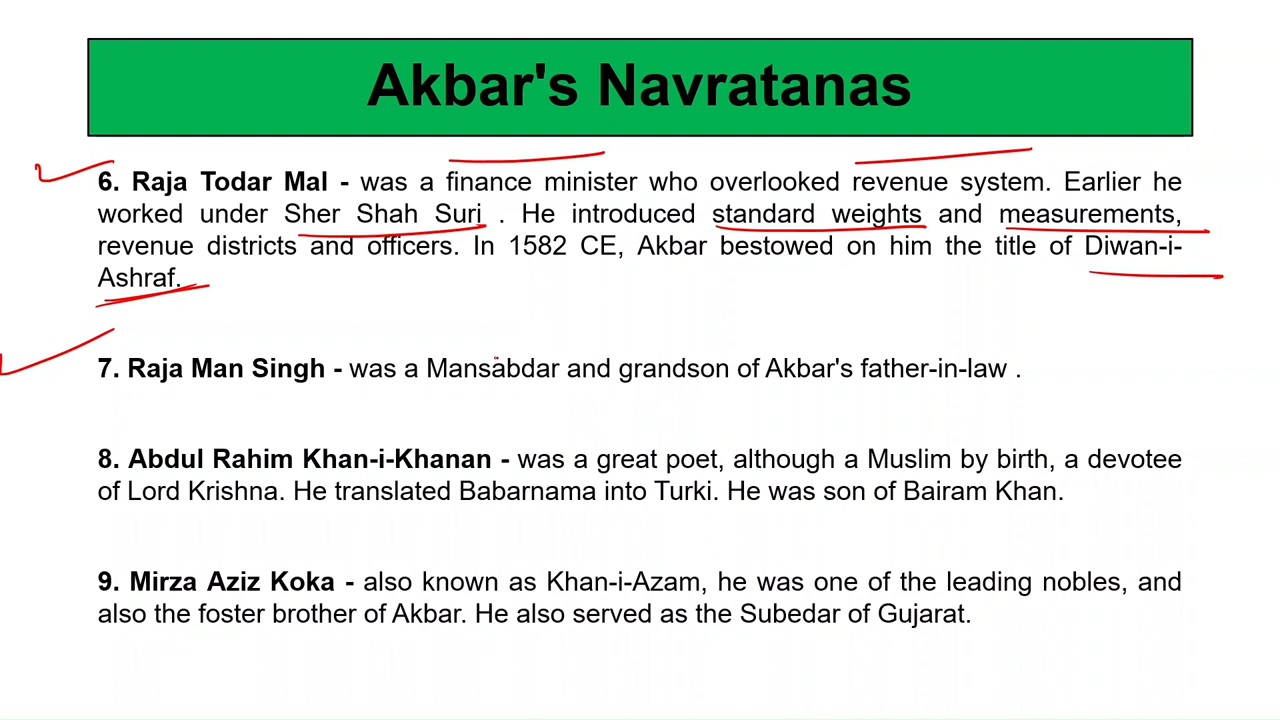 Akbar's Navratanas
6. Raja Todar Mal - was a finance minister who overlooked revenue system. Earlier he
worked under Sher Shah Suri . He introduced standard weights and measurements,
revenue districts and officers. In 1582 CE, Akbar bestowed on him the title of Diwan-i-
Ashraf.
7. Raja Man Singh - was a Mansabdar and grandson of Akbar's father-in-law .
8. Abdul Rahim Khan-i-Khanan - was a great poet, although a Muslim by birth, a devotee
of Lord Krishna. He translated Babarnama into Turki. He was son of Bairam Khan.
9. Mirza Aziz Koka - also known as Khan-i-Azam, he was one of the leading nobles, and
also the foster brother of Akbar. He also served as the Subedar of Gujarat.